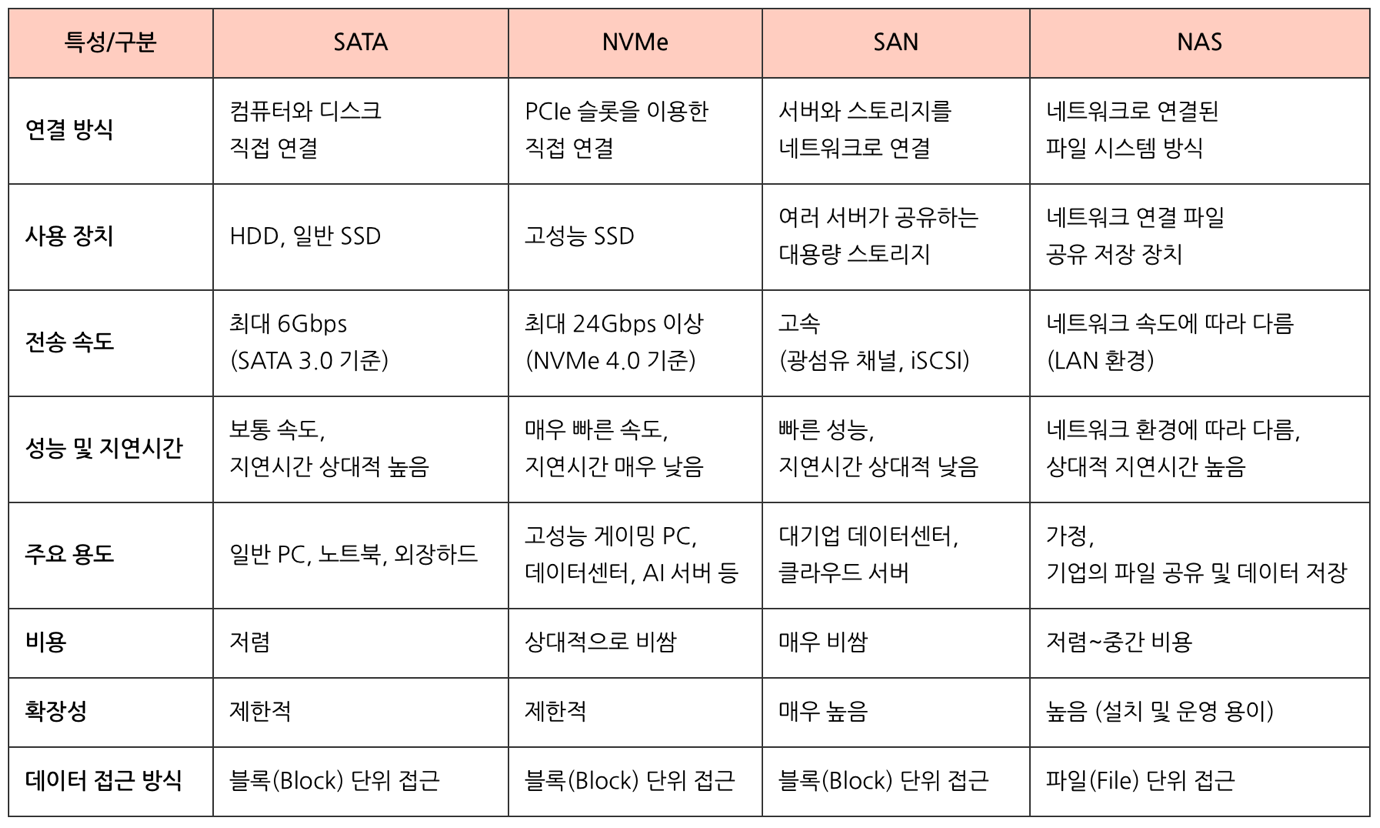 특성/구분 SATA NVMe SAN NAS
연결 방식
컴퓨터와 디스크
직접 연결
PCIe 슬롯을 이용한
직접 연결
서버와 스토리지를
네트워크로 연결
네트워크로 연결된
파일 시스템 방식
사용 장치
HDD, 일반 SSD
고성능 SSD
여러 서버가 공유하는
대용량 스토리지
네트워크 연결 파일
공유 저장 장치
전송 속도
최대 6Gbps
(SATA 3.0 기준)
최대 24Gbps 이상
(NVMe 4.0 기준)
고속
(광섬유 채널, iSCSI)
네트워크 속도에 따라 다름
(LAN 환경)
성능 및 지연시간
보통 속도,
지연시간 상대적 높음
매우 빠른 속도,
지연시간 매우 낮음
빠른 성능,
지연시간 상대적 낮음
네트워크 환경에 따라 다름,
상대적 지연시간 높음
주요 용도
일반 PC, 노트북, 외장하드
고성능 게이밍 PC,
데이터센터, AI 서버 등
대기업 데이터센터,
클라우드 서버
가정,
기업의 파일 공유 및 데이터 저장
비용
저렴
상대적으로 비쌈
매우 비쌈
저렴~중간 비용
확장성
제한적
제한적
매우 높음
높음 (설치 및 운영 용이)
데이터 접근 방식
블록(Block) 단위 접근
블록(Block) 단위 접근
블록(Block) 단위 접근
파일(File) 단위 접근